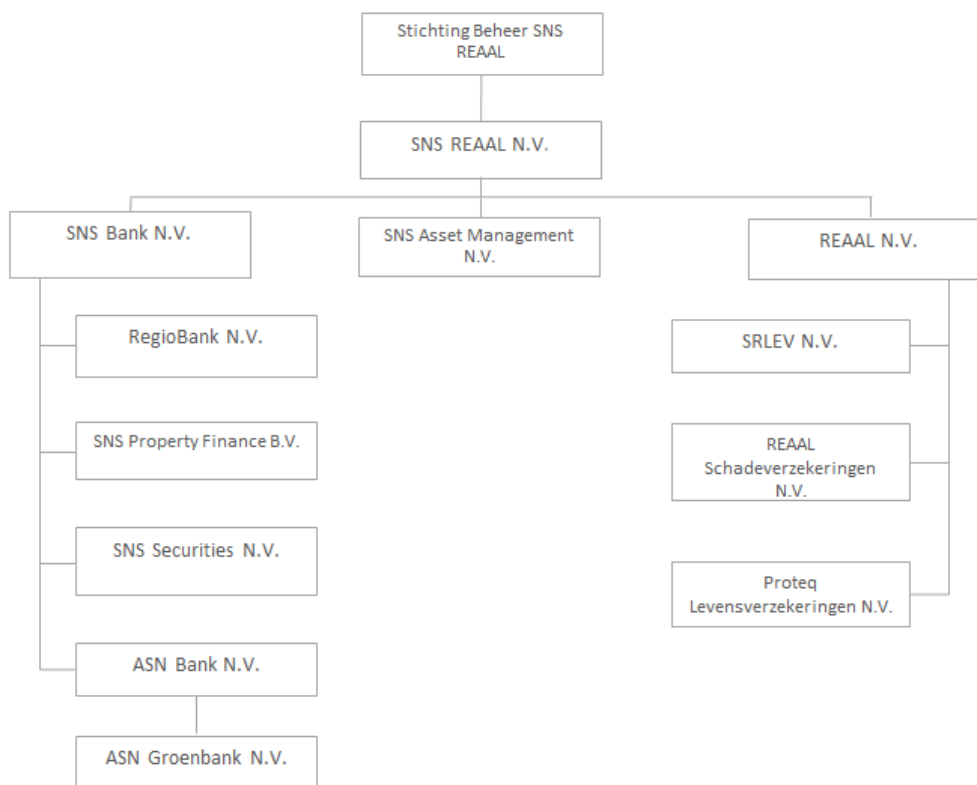 Stichting Beheer SNS
REAAL
SNS REAAL N.V.
SNS Bank N.V.
SNS Asset Management
N.V.
REAAL N.V.
RegioBank N.V.
SNS Property Finance B.V.
SNS Securities N.V.
ASN Bank N.V.
ASN Groenbank N.V.
SRLEV N.V.
REAAL
Schadeverzekeringen
N.V.
Proteq
Levensverzekeringen N.V.